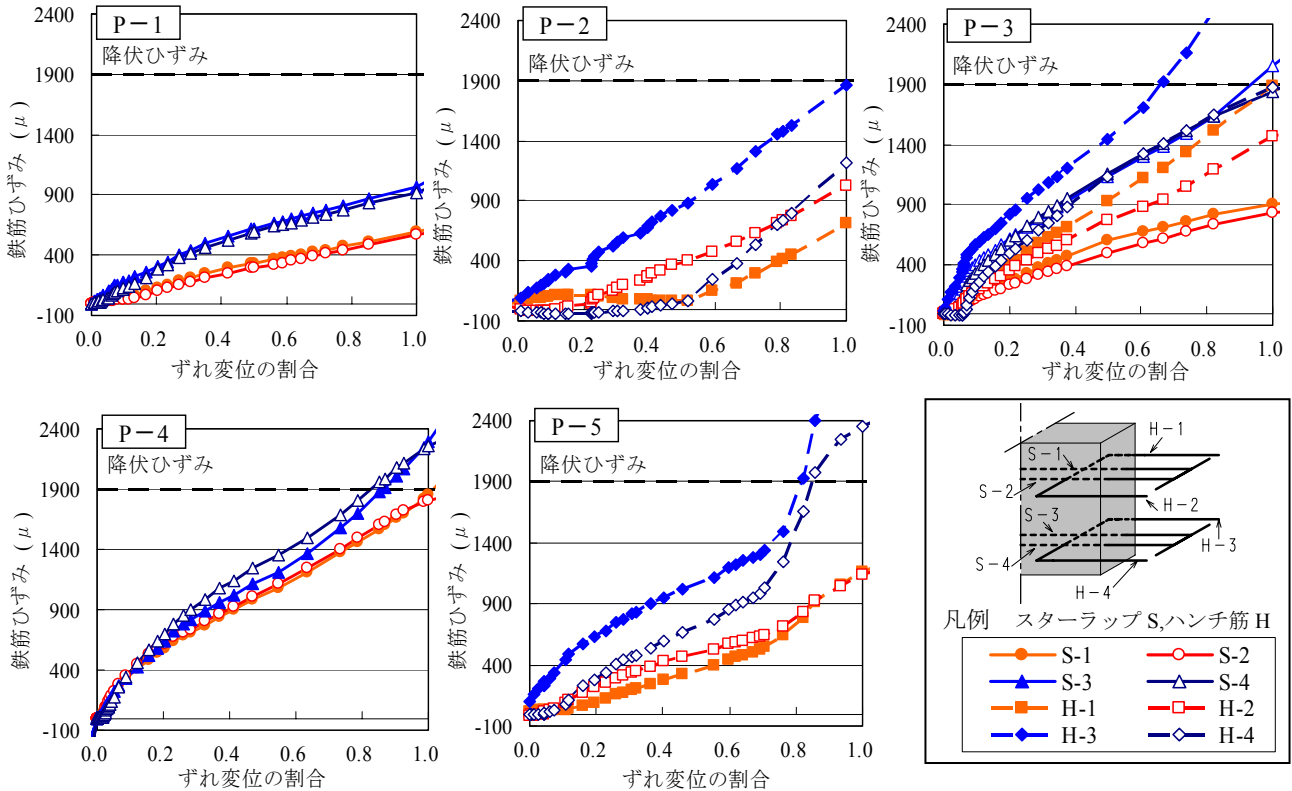 P-1
降伏ひずみ
鉄筋ひずみ (μ)
2400
1900
1400
900
400
-100
0.0 0.2 0.4 0.6 0.8 1.0
ずれ変位の割合
P-2
降伏ひずみ
鉄筋ひずみ (μ)
2400
1900
1400
900
400
-100
0.0 0.2 0.4 0.6 0.8 1.0
ずれ変位の割合
P-3
降伏ひずみ
鉄筋ひずみ (μ)
2400
1900
1400
900
400
-100
0.0 0.2 0.4 0.6 0.8 1.0
ずれ変位の割合
P-4
降伏ひずみ
鉄筋ひずみ (μ)
2400
1900
1400
900
400
-100
0.0 0.2 0.4 0.6 0.8 1.0
ずれ変位の割合
P-5
降伏ひずみ
鉄筋ひずみ (μ)
2400
1900
1400
900
400
-100
0.0 0.2 0.4 0.6 0.8 1.0
ずれ変位の割合
H-1
S-1
S-2
H-2
S-3
H-3
S-4
H-4
凡例 スターラップ S,ハンチ筋 H
S-1 S-2
S-3 S-4
H-1 H-2
H-3 H-4